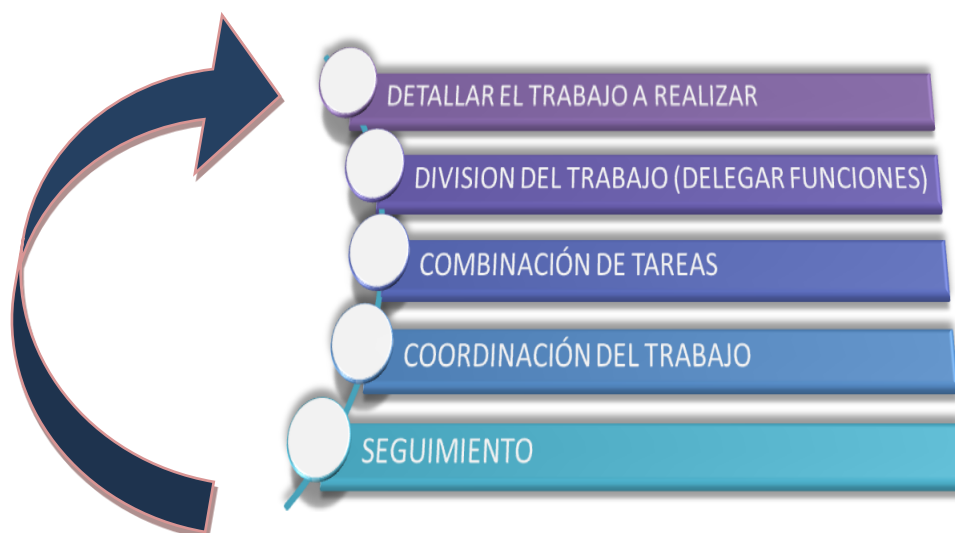 DETALLAR EL TRABAJO A REALIZAR
DIVISION DEL TRABAJO (DELEGAR FUNCIONES)
COMBINACIÓN DE TAREAS
COORDINACIÓN DEL TRABAJO
SEGUIMIENTO